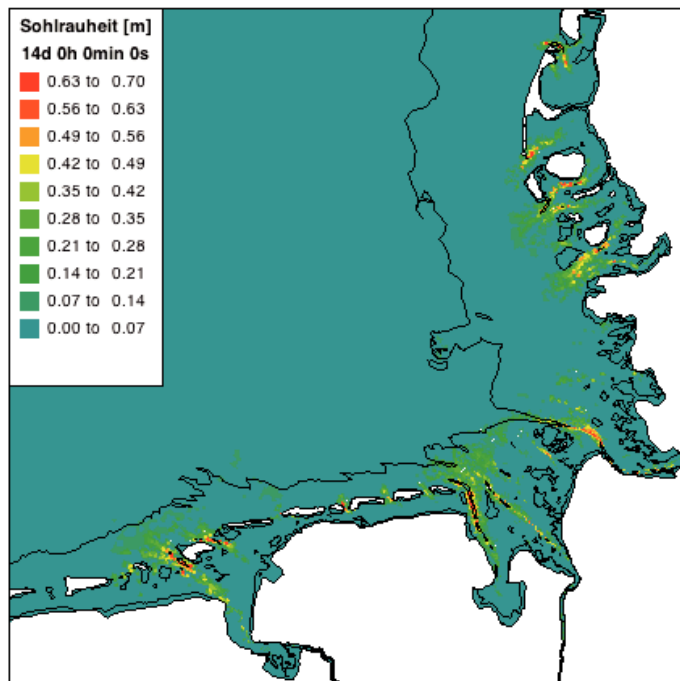 Sohlrauheit [m]
14d 0h 0min 0s
0.63 to 0.70
0.56 to 0.63
0.49 to 0.56
0.42 to 0.49
0.35 to 0.42
0.28 to 0.35
0.21 to 0.28
0.14 to 0.21
0.07 to 0.14
0.00 to 0.07